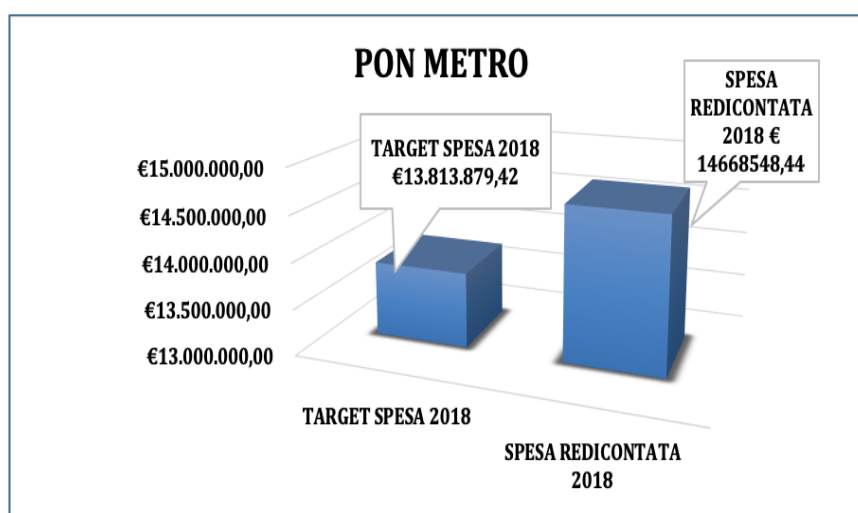 PON METRO
SPESA
REDICONTATA
2018 €
14668548,44
TARGET SPESA 2018
€13.813.879,42
€15.000.000,00
€14.500.000,00
€14.000.000,00
€13.500.000,00
€13.000.000,00
TARGET SPESA 2018
SPESA REDICONTATA
2018